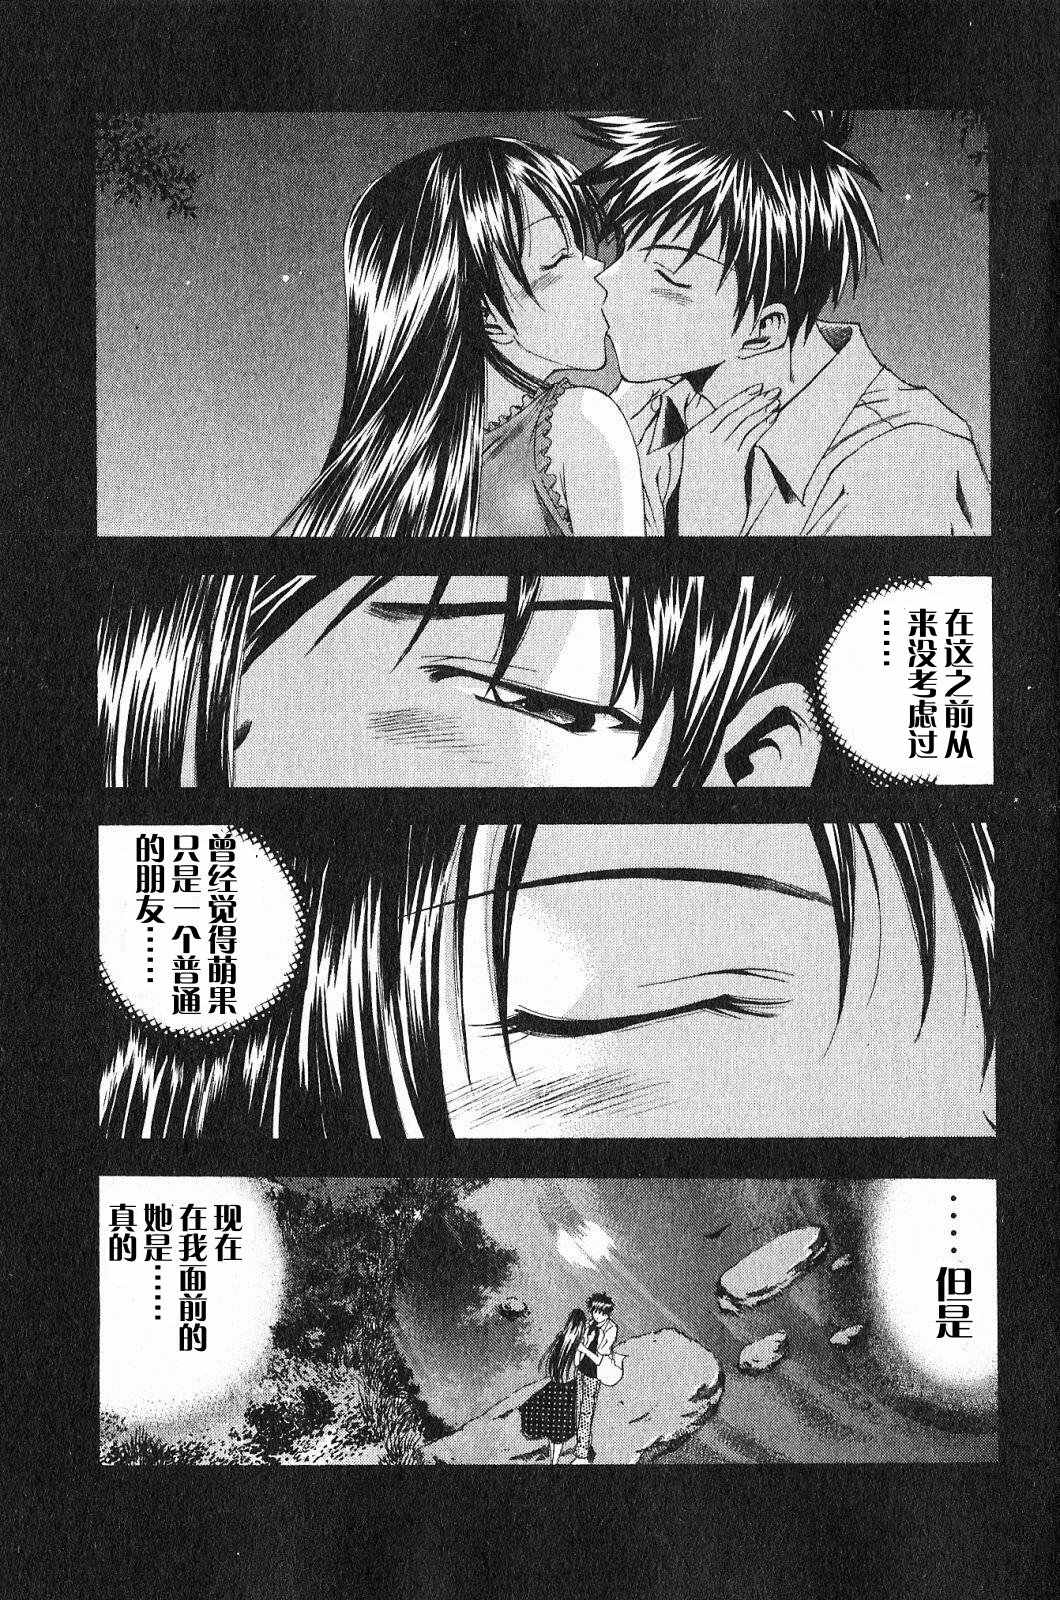 在这之前从
来没考虑过
……
曾经觉得萌果
只是一个普通
的朋友……
……但是
现在
在我面前的
她是……
真的